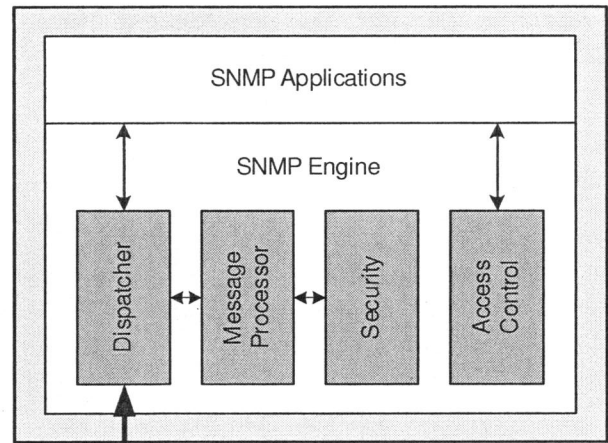 SNMP Applications
SNMP Engine
Dispatcher
Message
Processor
Security
Access
Control